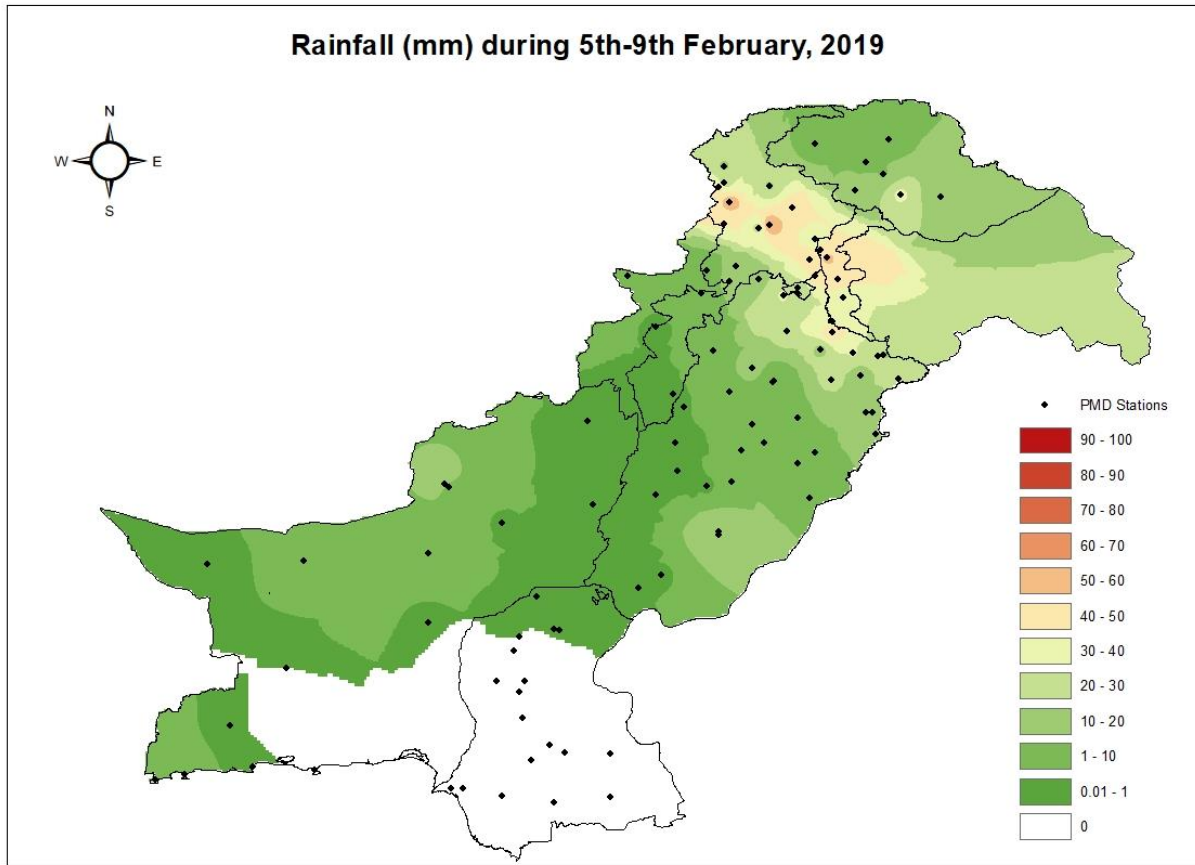 Rainfall (mm) during 5th-9th February, 2019
N
W E
S
PMD Stations
90 - 100
80 - 90
70 - 80
60 - 70
50 - 60
40 - 50
30 - 40
20 - 30
10 - 20
1 - 10
0.01 - 1
0